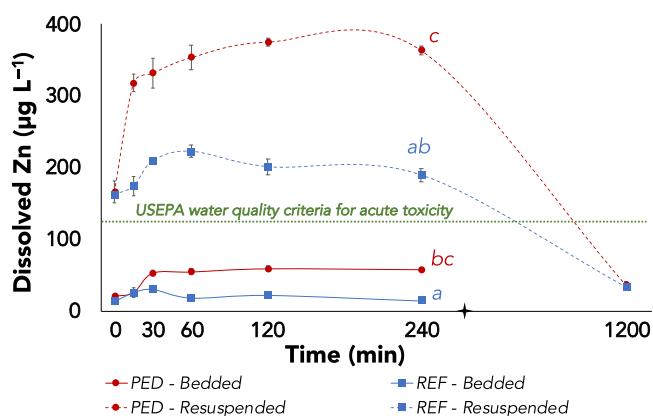 400
c
300
Dissolved Zn (µg L⁻¹)
200
ab
USEPA water quality criteria for acute toxicity
100
bc
a
0
0 30 60 120 240 1200
Time (min)
PED - Bedded REF - Bedded
PED - Resuspended REF - Resuspended